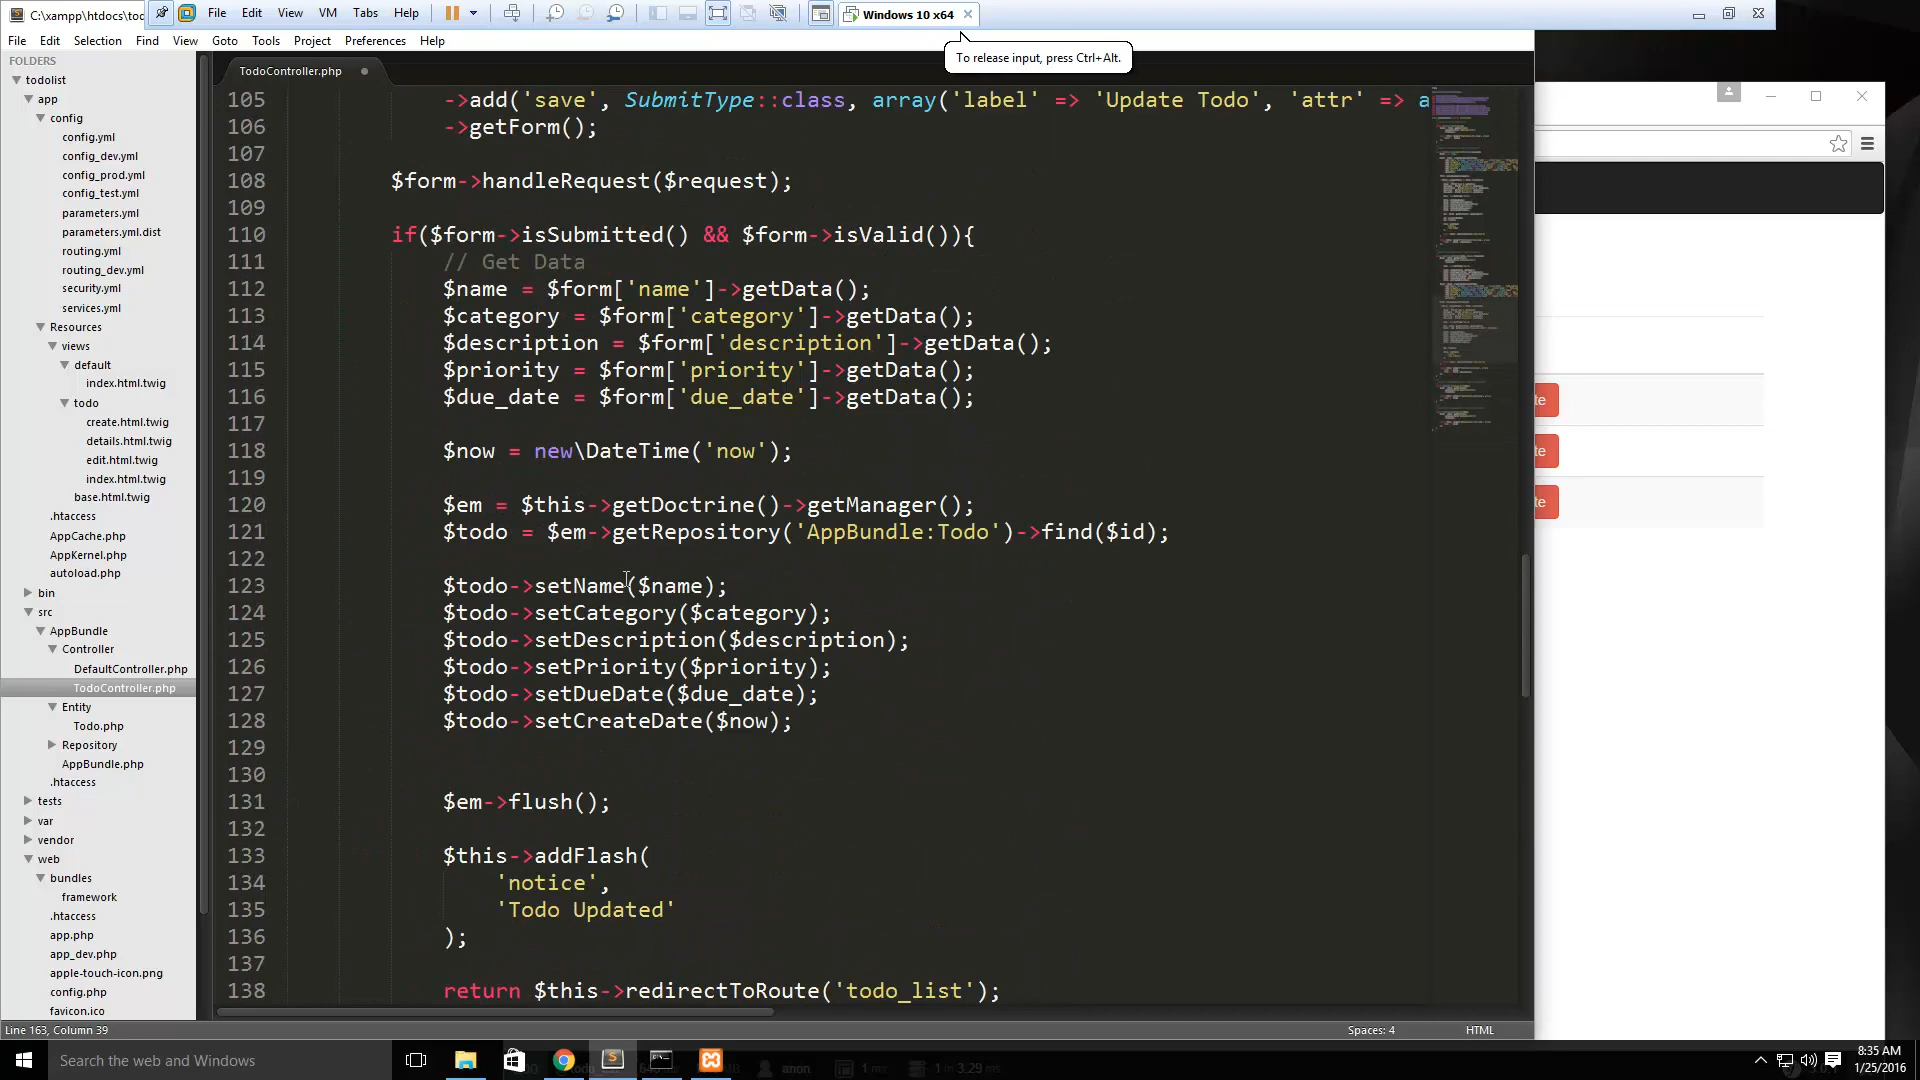 C:\xampp\htdocs\tod
File Edit View VM Tabs Help
Windows 10 x64
To release input, press Ctrl+Alt.
File Edit Selection Find View Goto Tools Project Preferences Help
FOLDERS
todolist
app
config
config.yml
config_dev.yml
config_prod.yml
config_test.yml
parameters.yml
parameters.yml.dist
routing.yml
routing_dev.yml
security.yml
services.yml
Resources
views
default
index.html.twig
todo
create.html.twig
details.html.twig
edit.html.twig
index.html.twig
base.html.twig
.htaccess
AppCache.php
AppKernel.php
autoload.php
bin
src
AppBundle
Controller
DefaultController.php
TodoController.php
Entity
Todo.php
Repository
AppBundle.php
.htaccess
tests
var
vendor
web
bundles
framework
.htaccess
app.php
app_dev.php
apple-touch-icon.png
config.php
favicon.ico
TodoController.php
105 ->add('save', SubmitType::class, array('label' => 'Update Todo', 'attr' => a
106 ->getForm();
107
108 $form->handleRequest($request);
109
110 if($form->isSubmitted() && $form->isValid()){
111 // Get Data
112 $name = $form['name']->getData();
113 $category = $form['category']->getData();
114 $description = $form['description']->getData();
115 $priority = $form['priority']->getData();
116 $due_date = $form['due_date']->getData();
117
118 $now = new\DateTime('now');
119
120 $em = $this->getDoctrine()->getManager();
121 $todo = $em->getRepository('AppBundle:Todo')->find($id);
122
123 $todo->setName($name);
124 $todo->setCategory($category);
125 $todo->setDescription($description);
126 $todo->setPriority($priority);
127 $todo->setDueDate($due_date);
128 $todo->setCreateDate($now);
129
130
131 $em->flush();
132
133 $this->addFlash(
134 'notice',
135 'Todo Updated'
136 );
137
138 return $this->redirectToRoute('todo_list');
te
te
te
Line 163, Column 39
Spaces: 4 HTML
Search the web and Windows
anon
1 in 3.29 ms
8:35 AM
1/25/2016